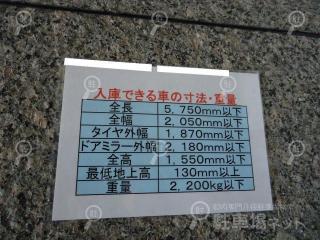 入庫できる車の寸法・重量
全長 5,750mm以下
全幅 2,050mm以下
タイヤ外幅 1,870mm以下
ドアミラー外幅 2,180mm以下
全高 1,550mm以下
最低地上高 130mm以上
重量 2,200kg以下
駐車場ネット